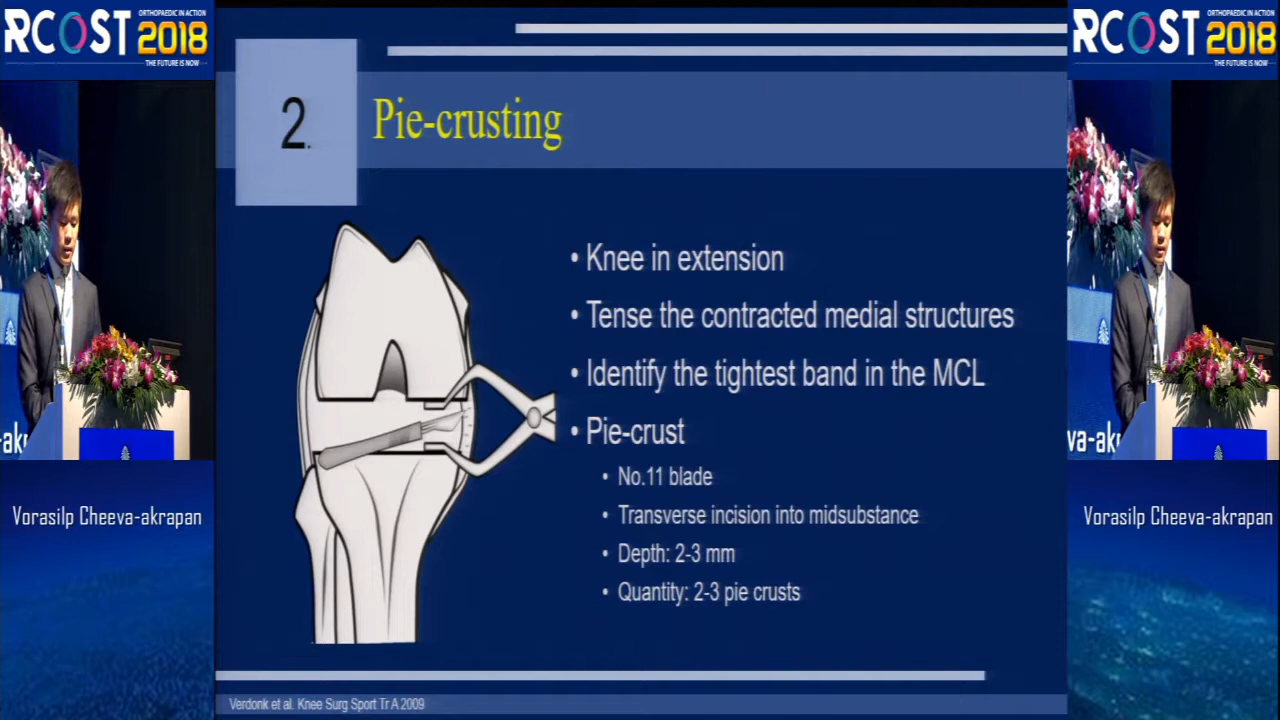 ORTHOPAEDIC IN ACTION
RCOST 2018
THE FUTURE IS NOW
ORTHOPAEDIC IN ACTION
RCOST 2018
THE FUTURE IS NOW
2.
Pie-crusting
• Knee in extension
• Tense the contracted medial structures
• Identify the tightest band in the MCL
• Pie-crust
• No.11 blade
• Transverse incision into midsubstance
• Depth: 2-3 mm
• Quantity: 2-3 pie crusts
Verdonk et al. Knee Surg Sport Tr A 2009
Vorasilp Cheeva-akrapan
Vorasilp Cheeva-akrapan